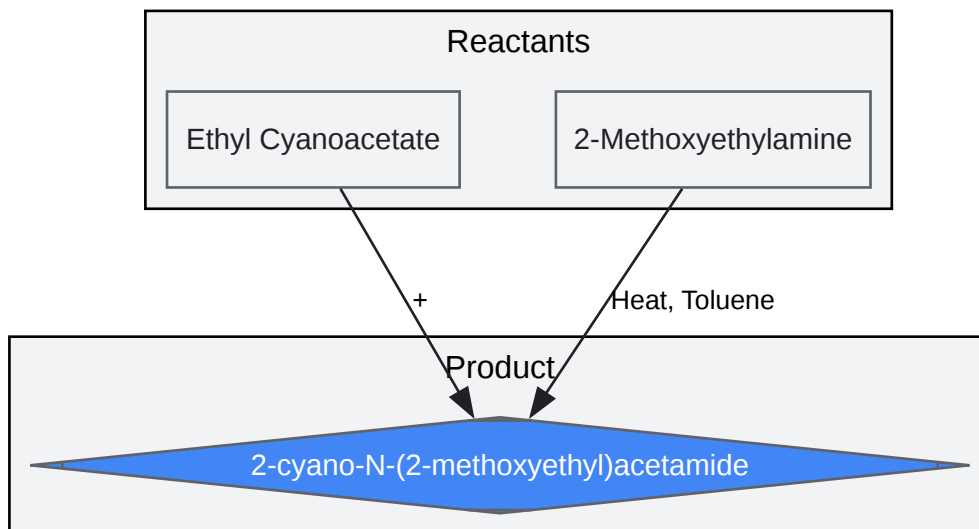 Reactants
Ethyl Cyanoacetate
2-Methoxyethylamine
+
Heat, Toluene
Product
2-cyano-N-(2-methoxyethyl)acetamide